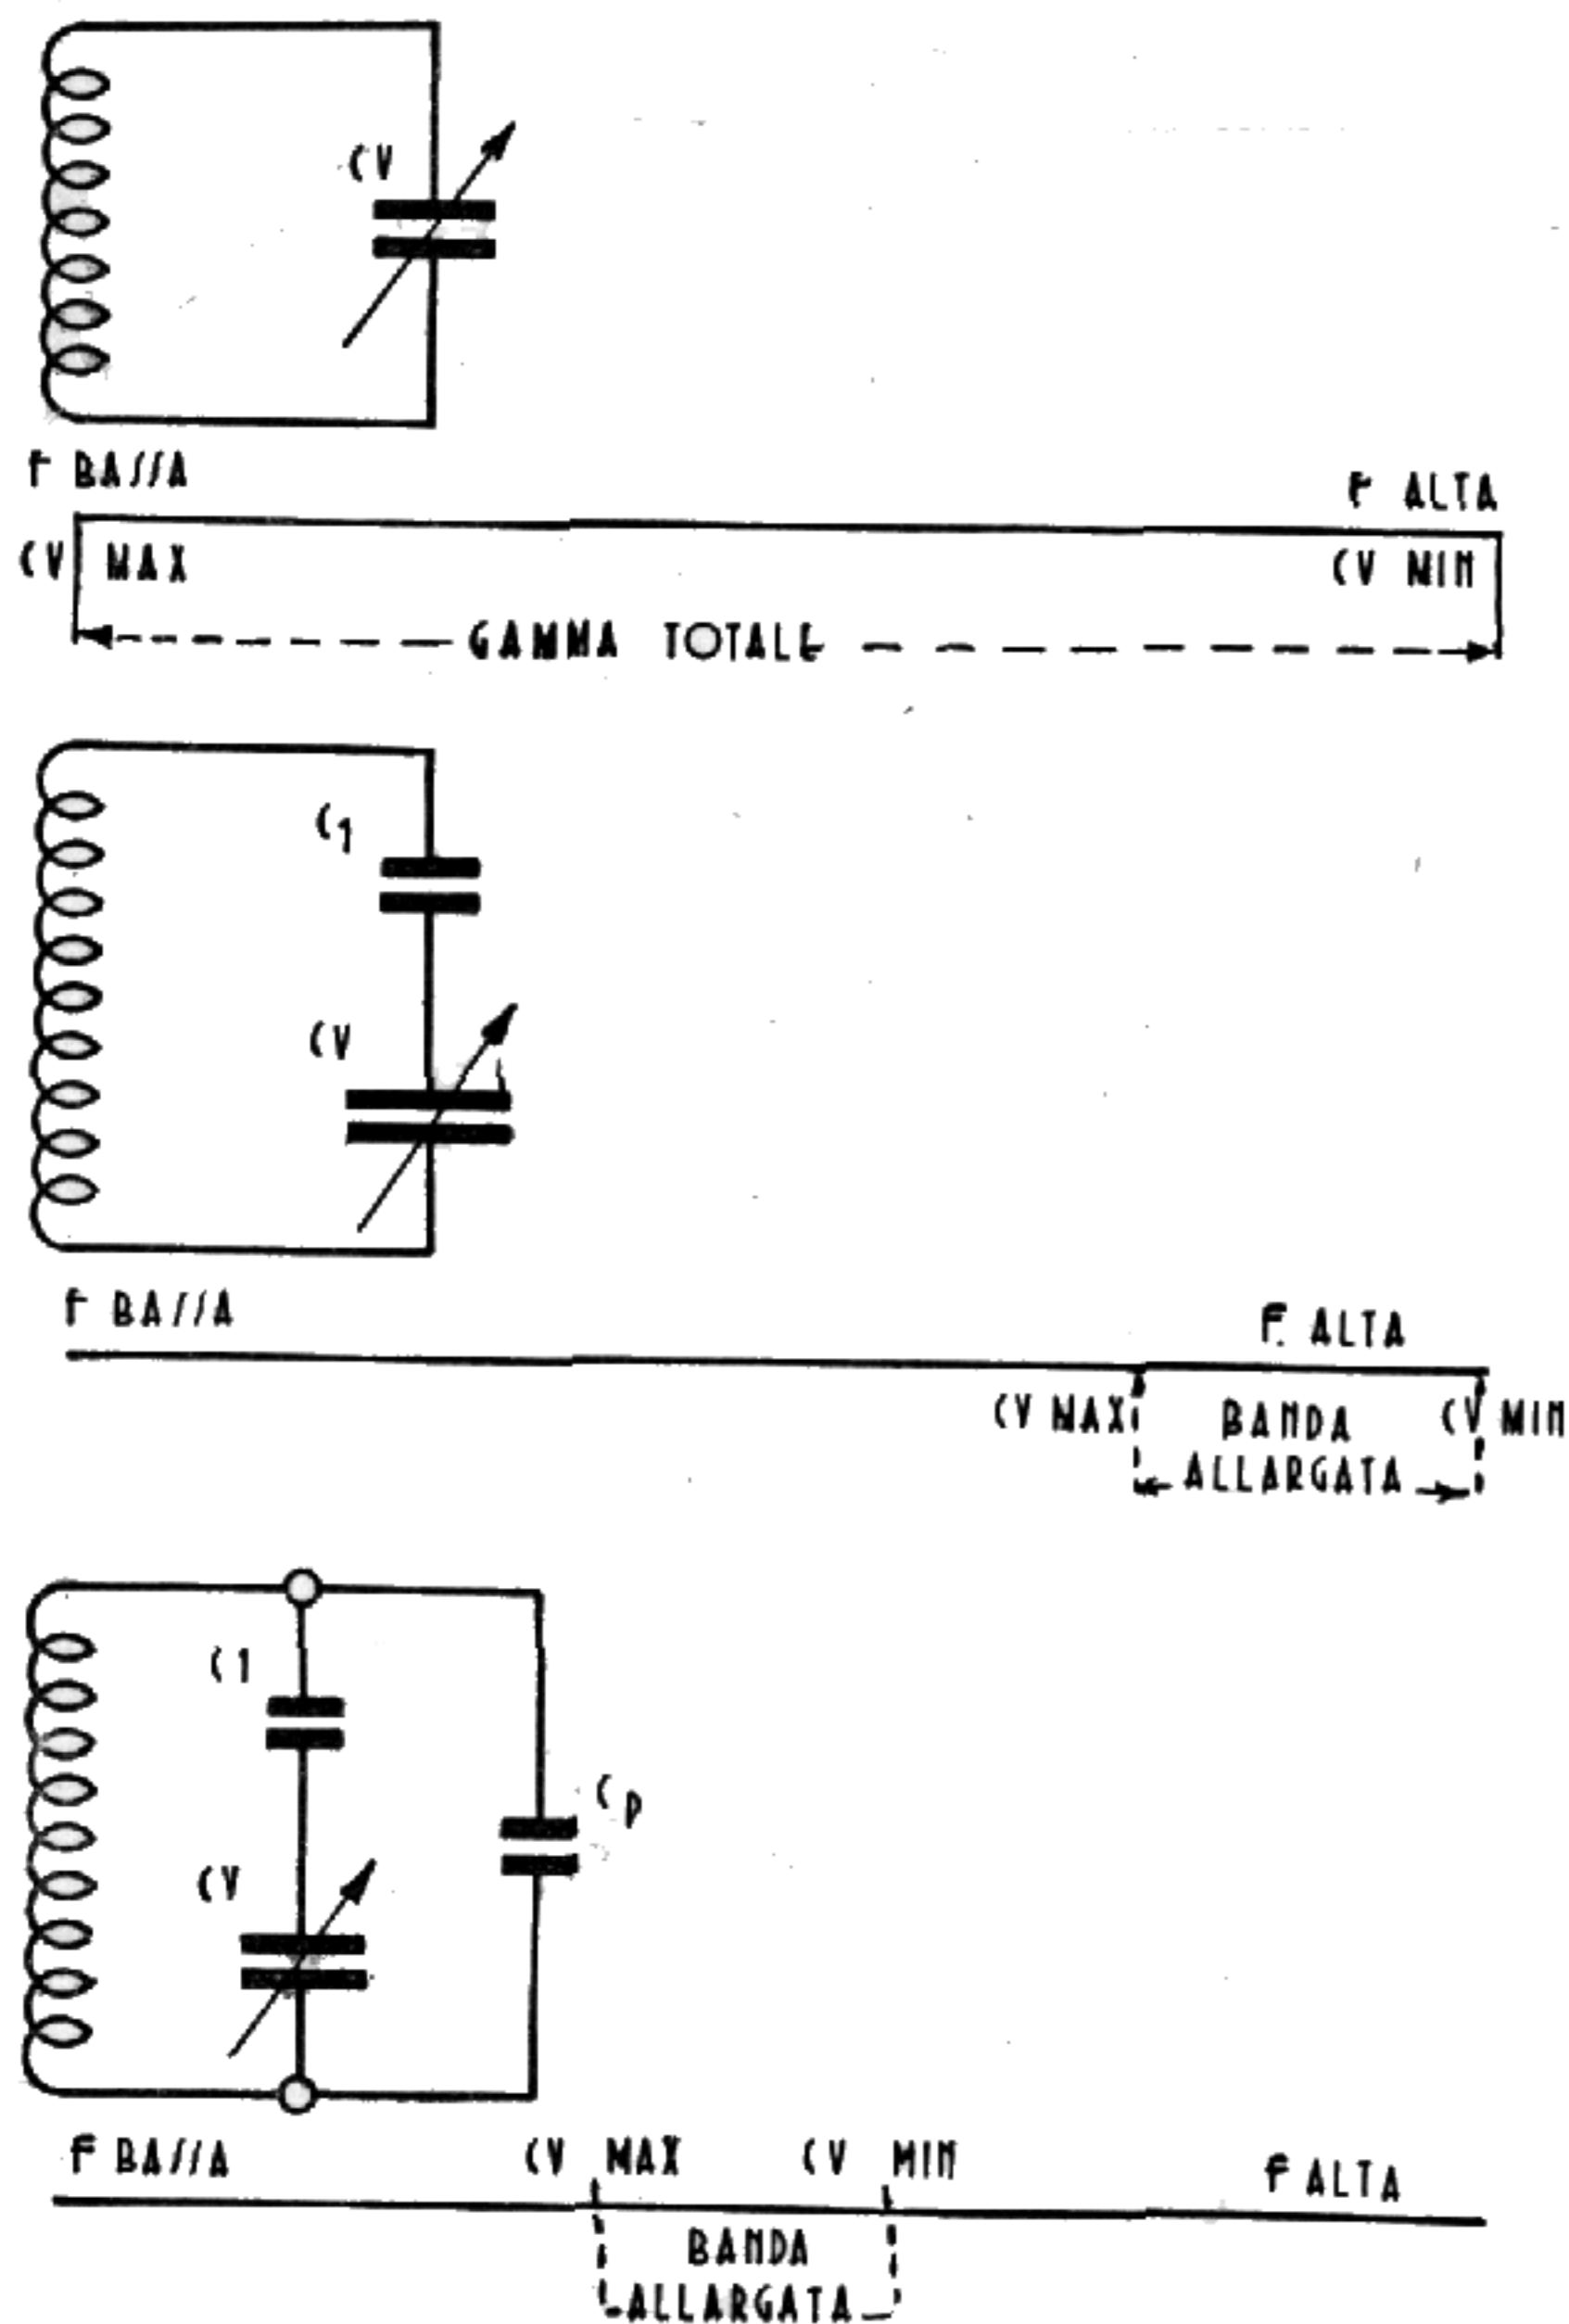 CV
F BASSA
F ALTA
CV MAX
CV MIN
GAMMA TOTALE
C1
CV
F BASSA
F ALTA
CV MAX
BANDA
CV MIN
ALLARGATA
C1
CP
CV
F BASSA
CV MAX
CV MIN
F ALTA
BANDA
ALLARGATA